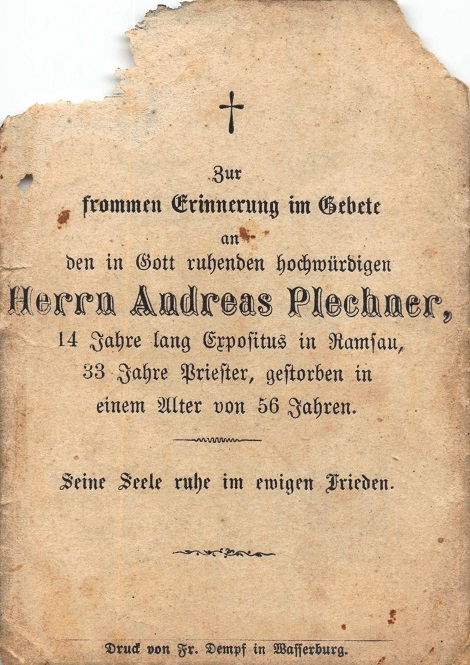 Zur
frommen Erinnerung im Gebete
an
den in Gott ruhenden hochwürdigen
Herrn Andreas Plechner,
14 Jahre lang Expositus in Ramsau,
33 Jahre Priester, gestorben in
einem Alter von 56 Jahren.
Seine Seele ruhe im ewigen Frieden.
Druck von Fr. Dempf in Wasserburg.